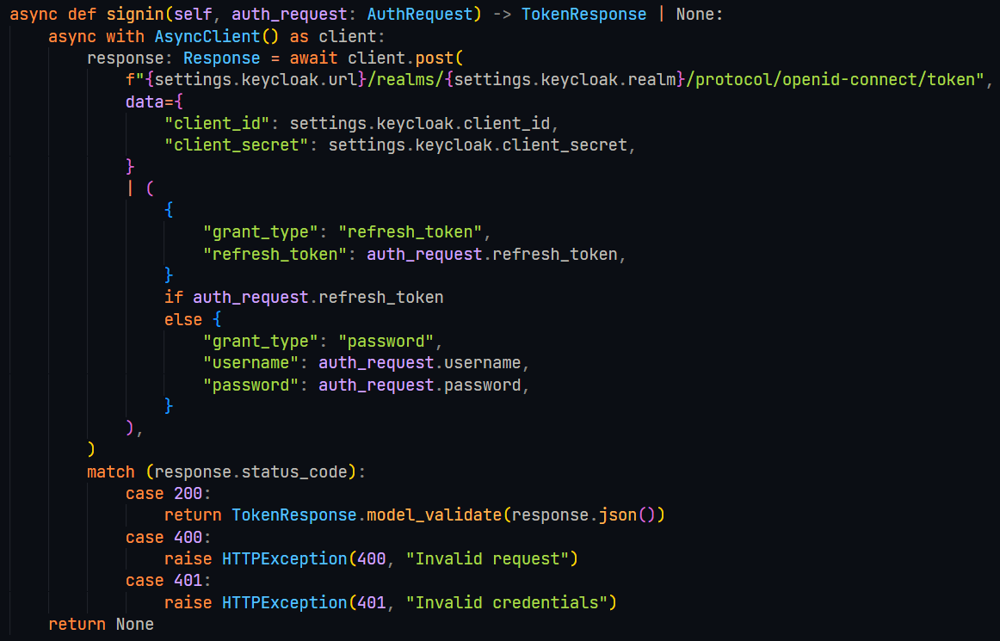 async def signin(self, auth_request: AuthRequest) -> TokenResponse | None:
    async with AsyncClient() as client:
        response: Response = await client.post(
            f"{settings.keycloak.url}/realms/{settings.keycloak.realm}/protocol/openid-connect/token",
            data={
                "client_id": settings.keycloak.client_id,
                "client_secret": settings.keycloak.client_secret,
            }
            | (
                {
                    "grant_type": "refresh_token",
                    "refresh_token": auth_request.refresh_token,
                }
                if auth_request.refresh_token
                else {
                    "grant_type": "password",
                    "username": auth_request.username,
                    "password": auth_request.password,
                }
            ),
        )
        match (response.status_code):
            case 200:
                return TokenResponse.model_validate(response.json())
            case 400:
                raise HTTPException(400, "Invalid request")
            case 401:
                raise HTTPException(401, "Invalid credentials")
    return None